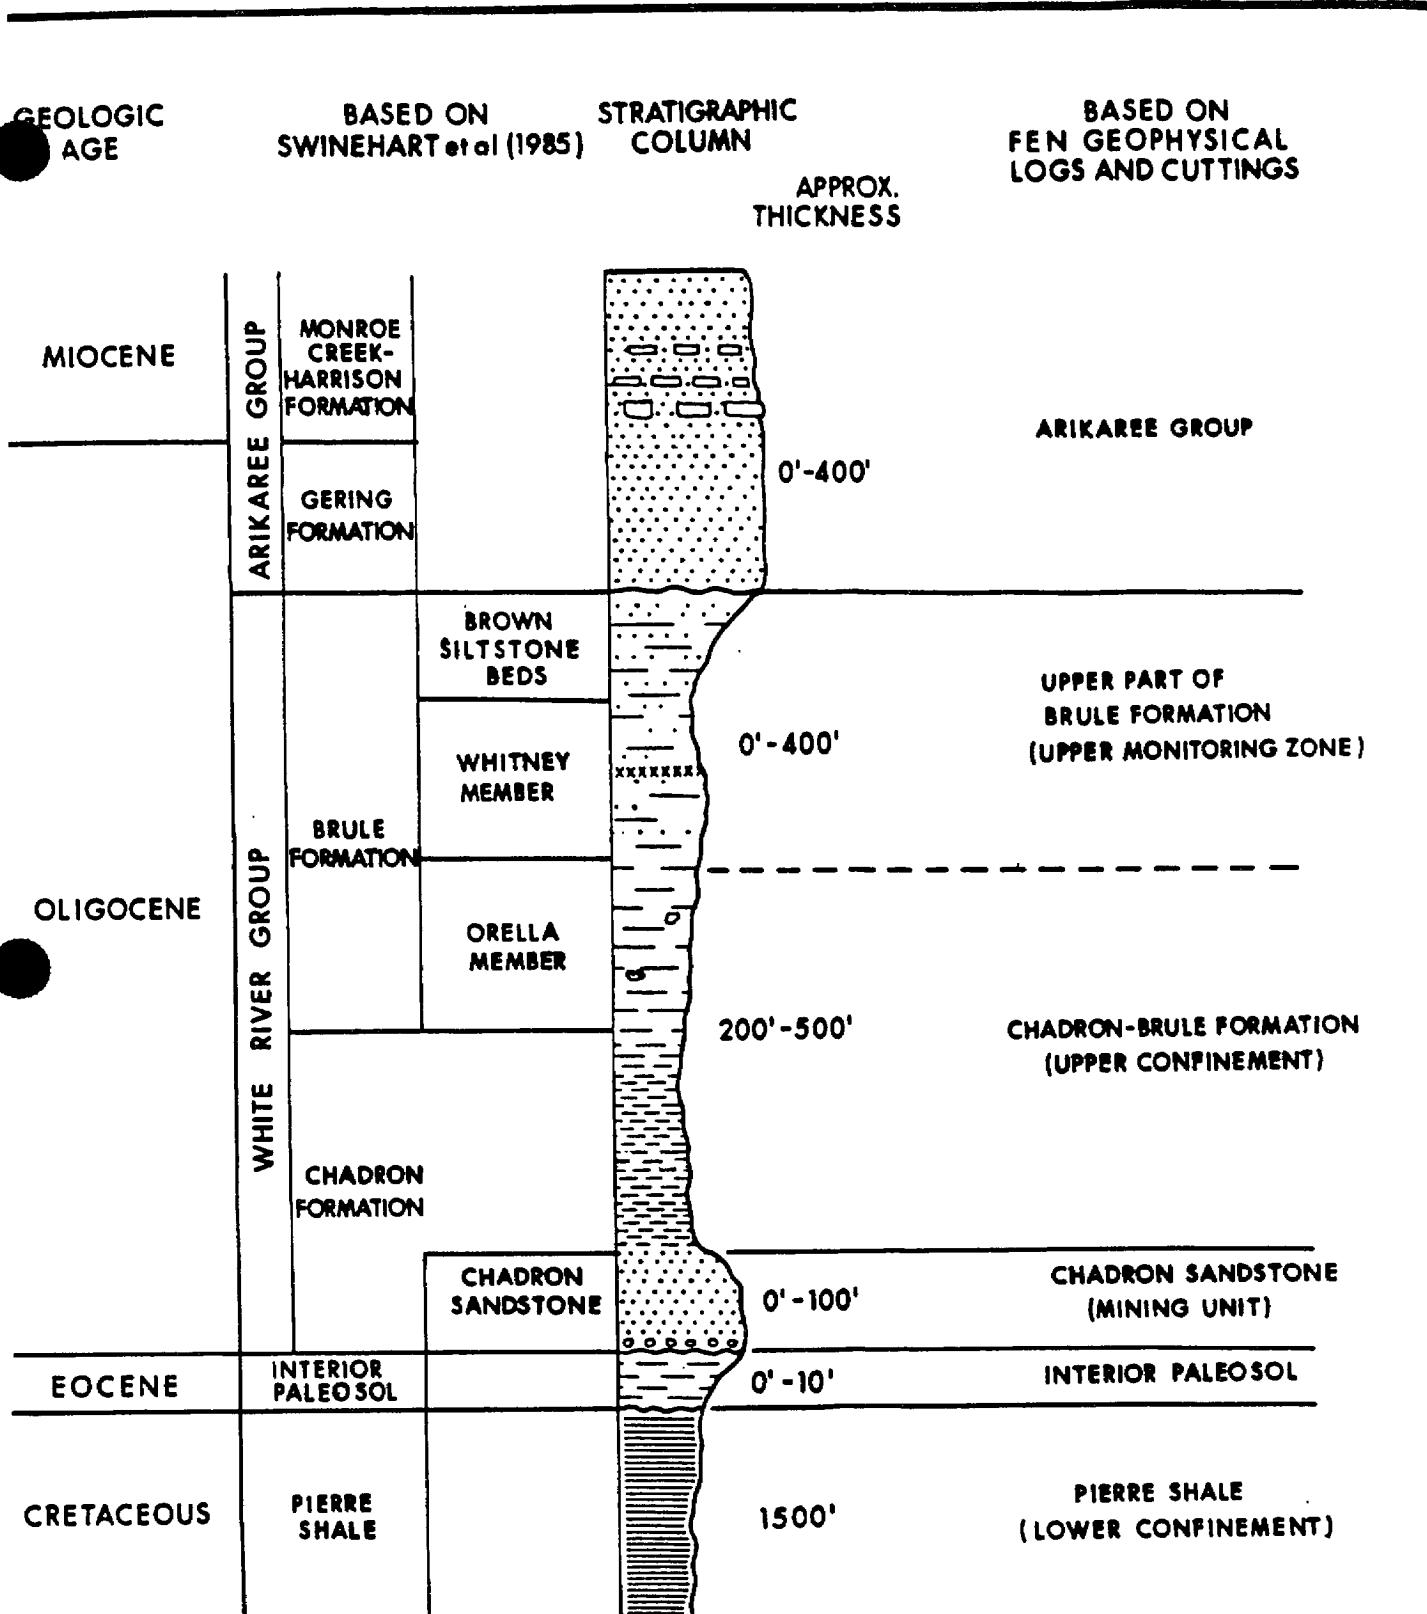 GEOLOGIC
AGE
BASED ON
SWINEHART et al (1985)
STRATIGRAPHIC
COLUMN
APPROX.
THICKNESS
BASED ON
FEN GEOPHYSICAL
LOGS AND CUTTINGS
MIOCENE
ARIKAREE GROUP
MONROE
CREEK-
HARRISON
FORMATION
GERING
FORMATION
0'-400'
ARIKAREE GROUP
OLIGOCENE
WHITE RIVER GROUP
BRULE
FORMATION
BROWN
SILTSTONE
BEDS
WHITNEY
MEMBER
0'-400'
UPPER PART OF
BRULE FORMATION
(UPPER MONITORING ZONE)
ORELLA
MEMBER
200'-500'
CHADRON-BRULE FORMATION
(UPPER CONFINEMENT)
CHADRON
FORMATION
CHADRON
SANDSTONE
0'-100'
CHADRON SANDSTONE
(MINING UNIT)
EOCENE
INTERIOR
PALEOSOL
0'-10'
INTERIOR PALEOSOL
CRETACEOUS
PIERRE
SHALE
1500'
PIERRE SHALE
(LOWER CONFINEMENT)